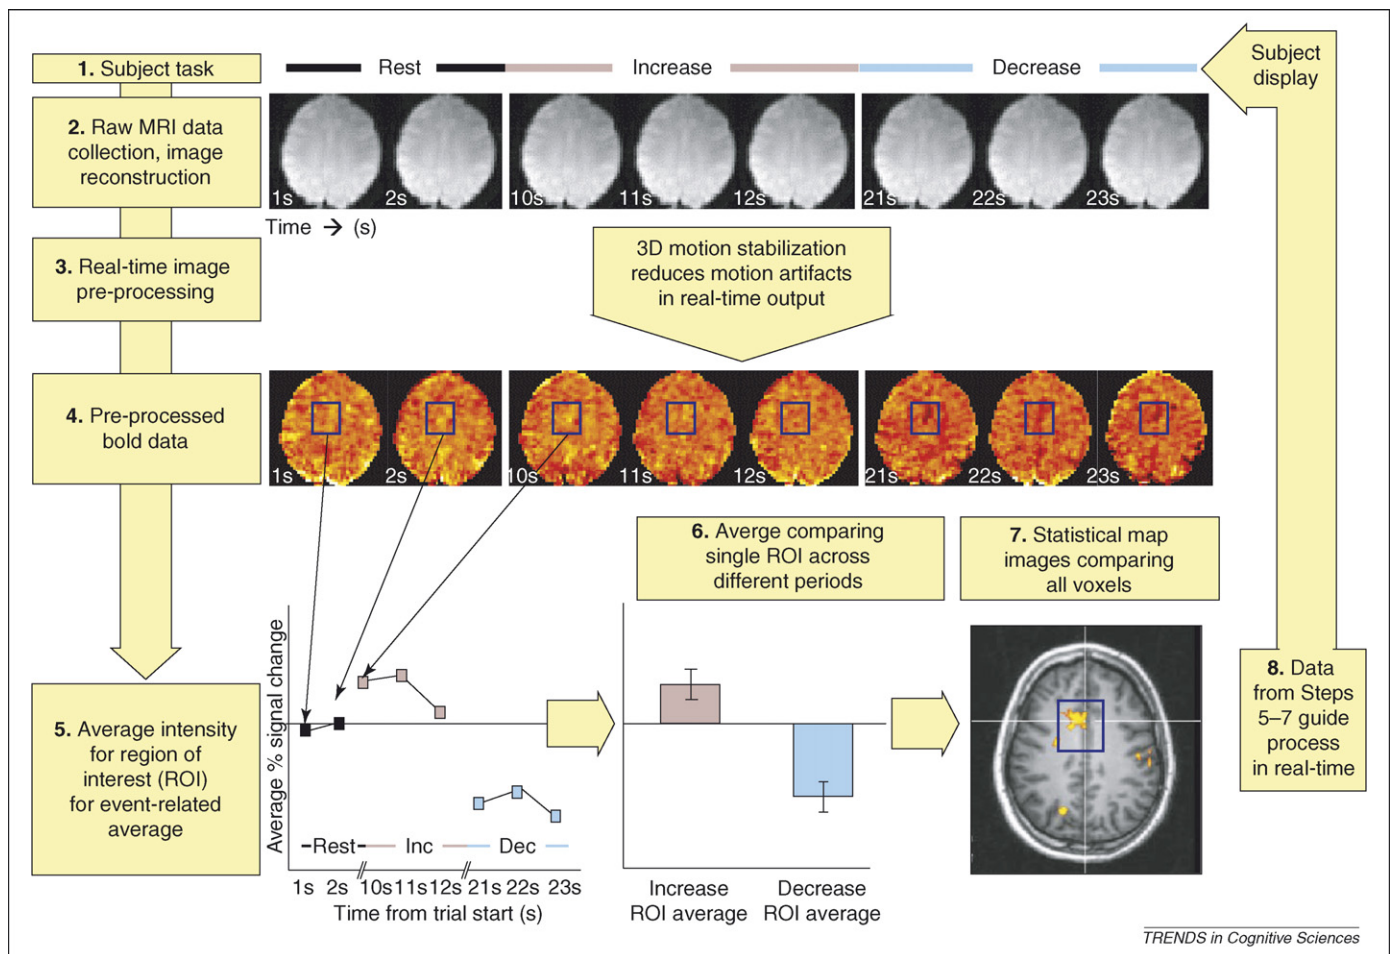 1. Subject task
Rest
Increase
Decrease
Subject
display
2. Raw MRI data
collection, image
reconstruction
1s
2s
10s
11s
12s
21s
22s
23s
Time → (s)
3. Real-time image
pre-processing
3D motion stabilization
reduces motion artifacts
in real-time output
4. Pre-processed
bold data
1s
2s
10s
11s
12s
21s
22s
23s
6. Averge comparing
single ROI across
different periods
7. Statistical map
images comparing
all voxels
5. Average intensity
for region of
interest (ROI)
for event-related
average
Average % signal change
Rest
Inc
Dec
1s
2s
10s
11s
12s
21s
22s
23s
Time from trial start (s)
Increase
ROI average
Decrease
ROI average
8. Data
from Steps
5–7 guide
process
in real-time
TRENDS in Cognitive Sciences